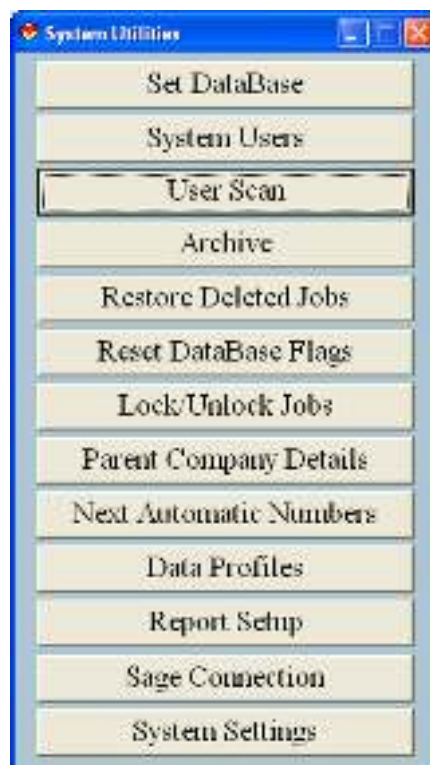 System Utilities
Set DataBase
System Users
User Scan
Archive
Restore Deleted Jobs
Reset DataBase Flags
Lock/Unlock Jobs
Parent Company Details
Next Automatic Numbers
Data Profiles
Report Setup
Sage Connection
System Settings